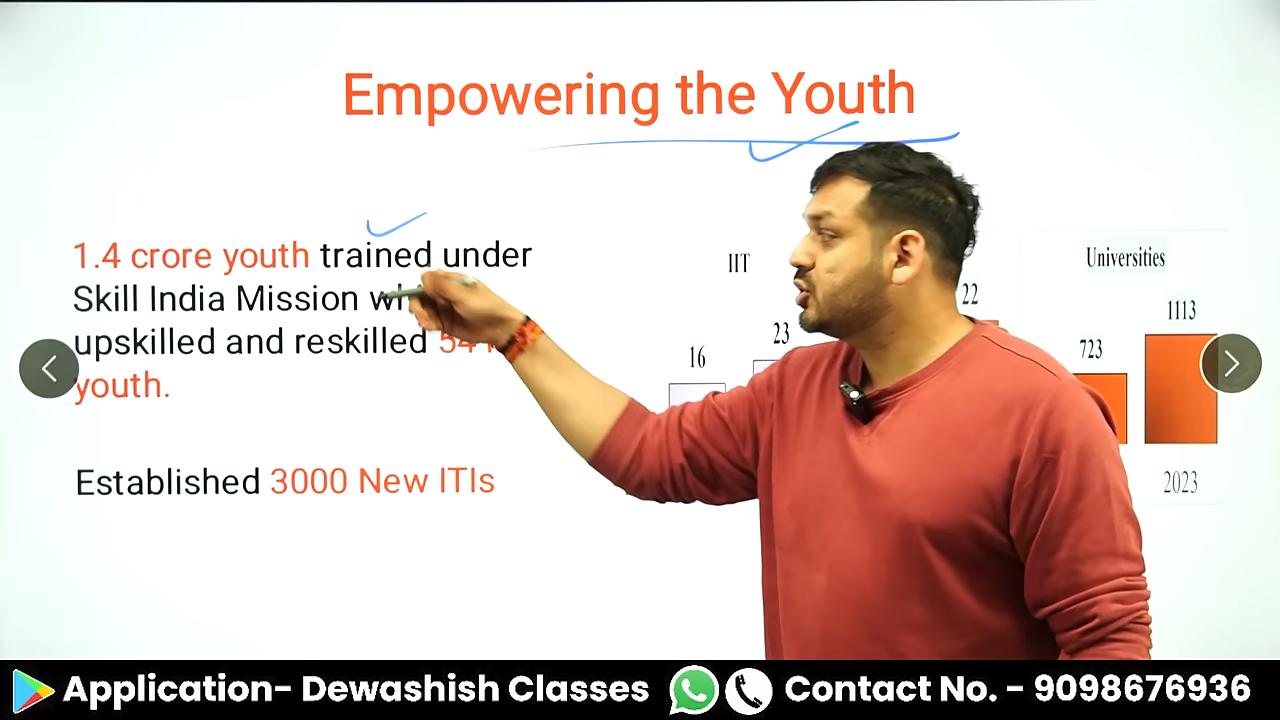 Empowering the Youth
1.4 crore youth trained under
Skill India Mission
upskilled and reskilled
youth.
Established 3000 New ITIs
IIT
16
23
22
Universities
723
1113
2023
Application- Dewashish Classes
Contact No. - 9098676936